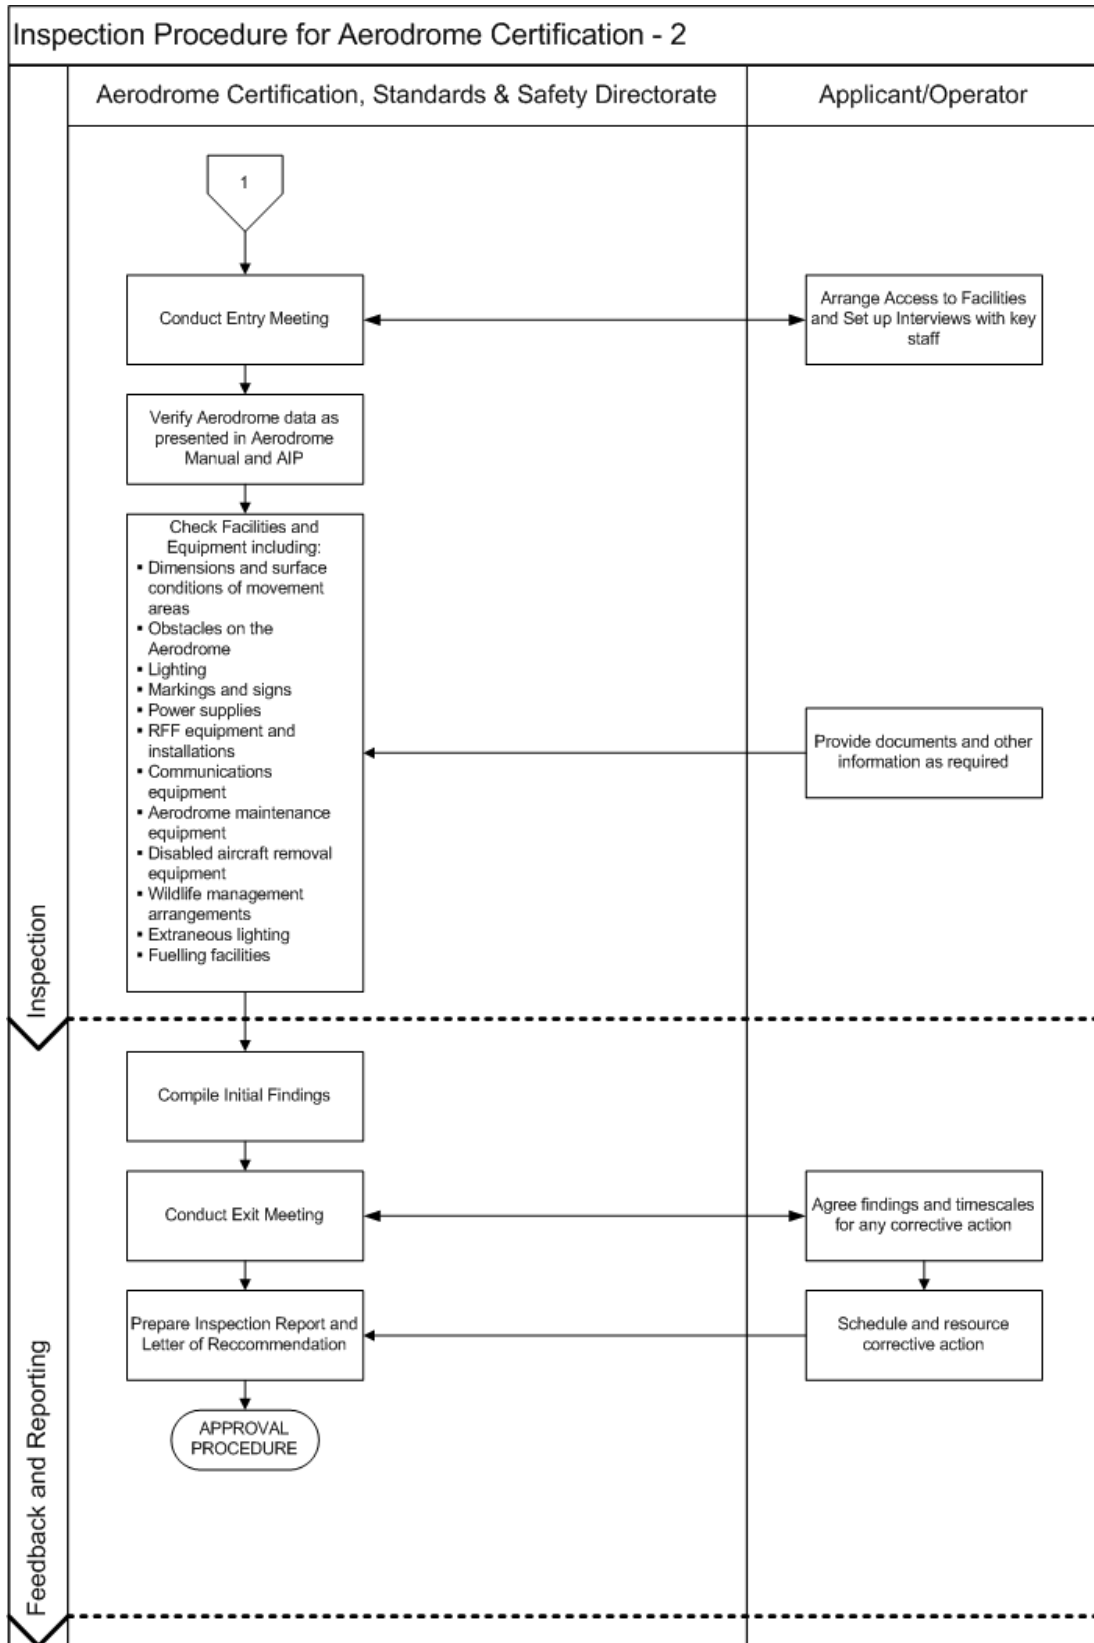 Inspection Procedure for Aerodrome Certification - 2
Aerodrome Certification, Standards & Safety Directorate
Applicant/Operator
1
Conduct Entry Meeting
Arrange Access to Facilities
and Set up Interviews with key
staff
Verify Aerodrome data as
presented in Aerodrome
Manual and AIP
Check Facilities and
Equipment including:
▪ Dimensions and surface
conditions of movement
areas
▪ Obstacles on the
Aerodrome
▪ Lighting
▪ Markings and signs
▪ Power supplies
▪ RFF equipment and
installations
▪ Communications
equipment
▪ Aerodrome maintenance
equipment
▪ Disabled aircraft removal
equipment
▪ Wildlife management
arrangements
▪ Extraneous lighting
▪ Fuelling facilities
Provide documents and other
information as required
Inspection
Compile Initial Findings
Conduct Exit Meeting
Agree findings and timescales
for any corrective action
Prepare Inspection Report and
Letter of Reccommendation
Schedule and resource
corrective action
APPROVAL
PROCEDURE
Feedback and Reporting